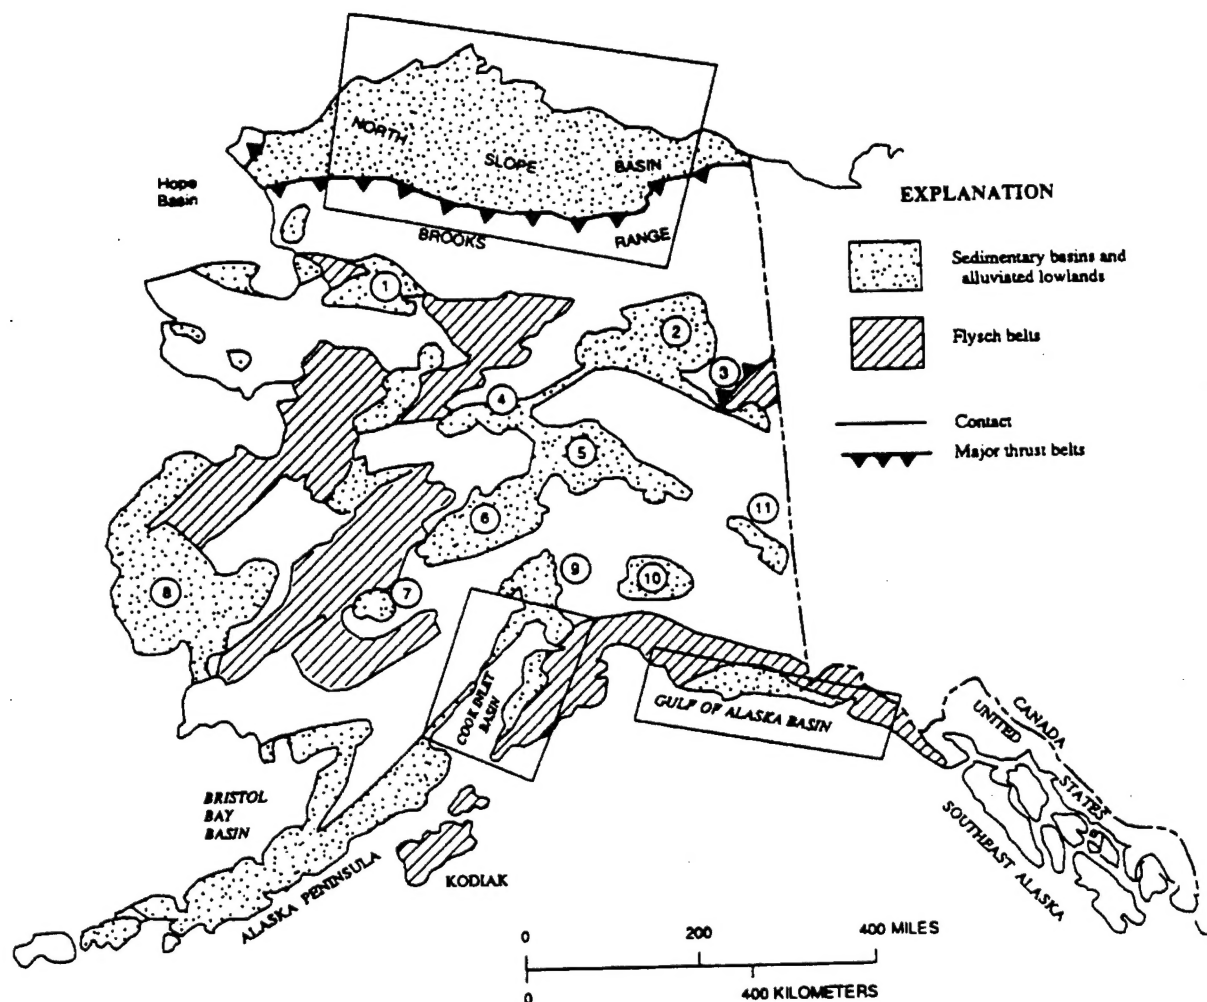 NORTH
SLOPE
BASIN
Hope
Basin
BROOKS
RANGE
EXPLANATION
Sedimentary basins and
alluviated lowlands
Flysch belts
Contact
Major thrust belts
1
2
3
4
5
6
7
8
9
10
11
COOK INLET
BASIN
GULF OF ALASKA BASIN
CANADA
UNITED
STATES
SOUTHEAST ALASKA
BRISTOL
BAY
BASIN
ALASKA PENINSULA
KODIAK
0
200
400 MILES
0
400 KILOMETERS